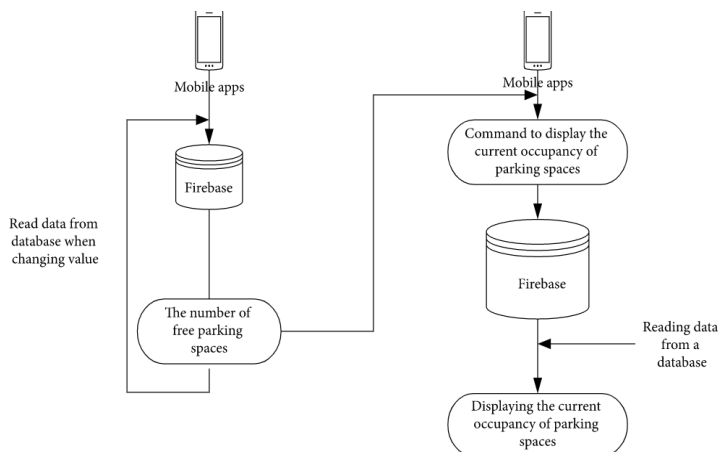 Mobile apps
Firebase
Read data from
database when
changing value
The number of
free parking
spaces
Mobile apps
Command to display the
current occupancy of
parking spaces
Firebase
Reading data
from a
database
Displaying the current
occupancy of parking
spaces